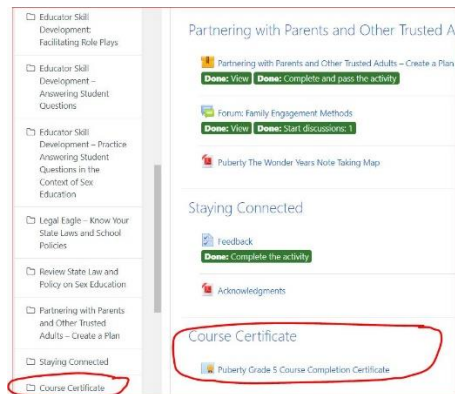 Educator Skill
Development:
Facilitating Role Plays
Educator Skill
Development –
Answering Student
Questions
Educator Skill
Development – Practice
Answering Student
Questions in the
Context of Sex
Education
Legal Eagle – Know Your
State Laws and School
Policies
Review State Law and
Policy on Sex Education
Partnering with Parents
and Other Trusted
Adults – Create a Plan
Staying Connected
Course Certificate
Partnering with Parents and Other Trusted A
Partnering with Parents and Other Trusted Adults – Create a Plan
Done: View Done: Complete and pass the activity
Forum: Family Engagement Methods
Done: View Done: Start discussions: 1
Puberty The Wonder Years Note Taking Map
Staying Connected
Feedback
Done: Complete the activity
Acknowledgments
Course Certificate
Puberty Grade 5 Course Completion Certificate